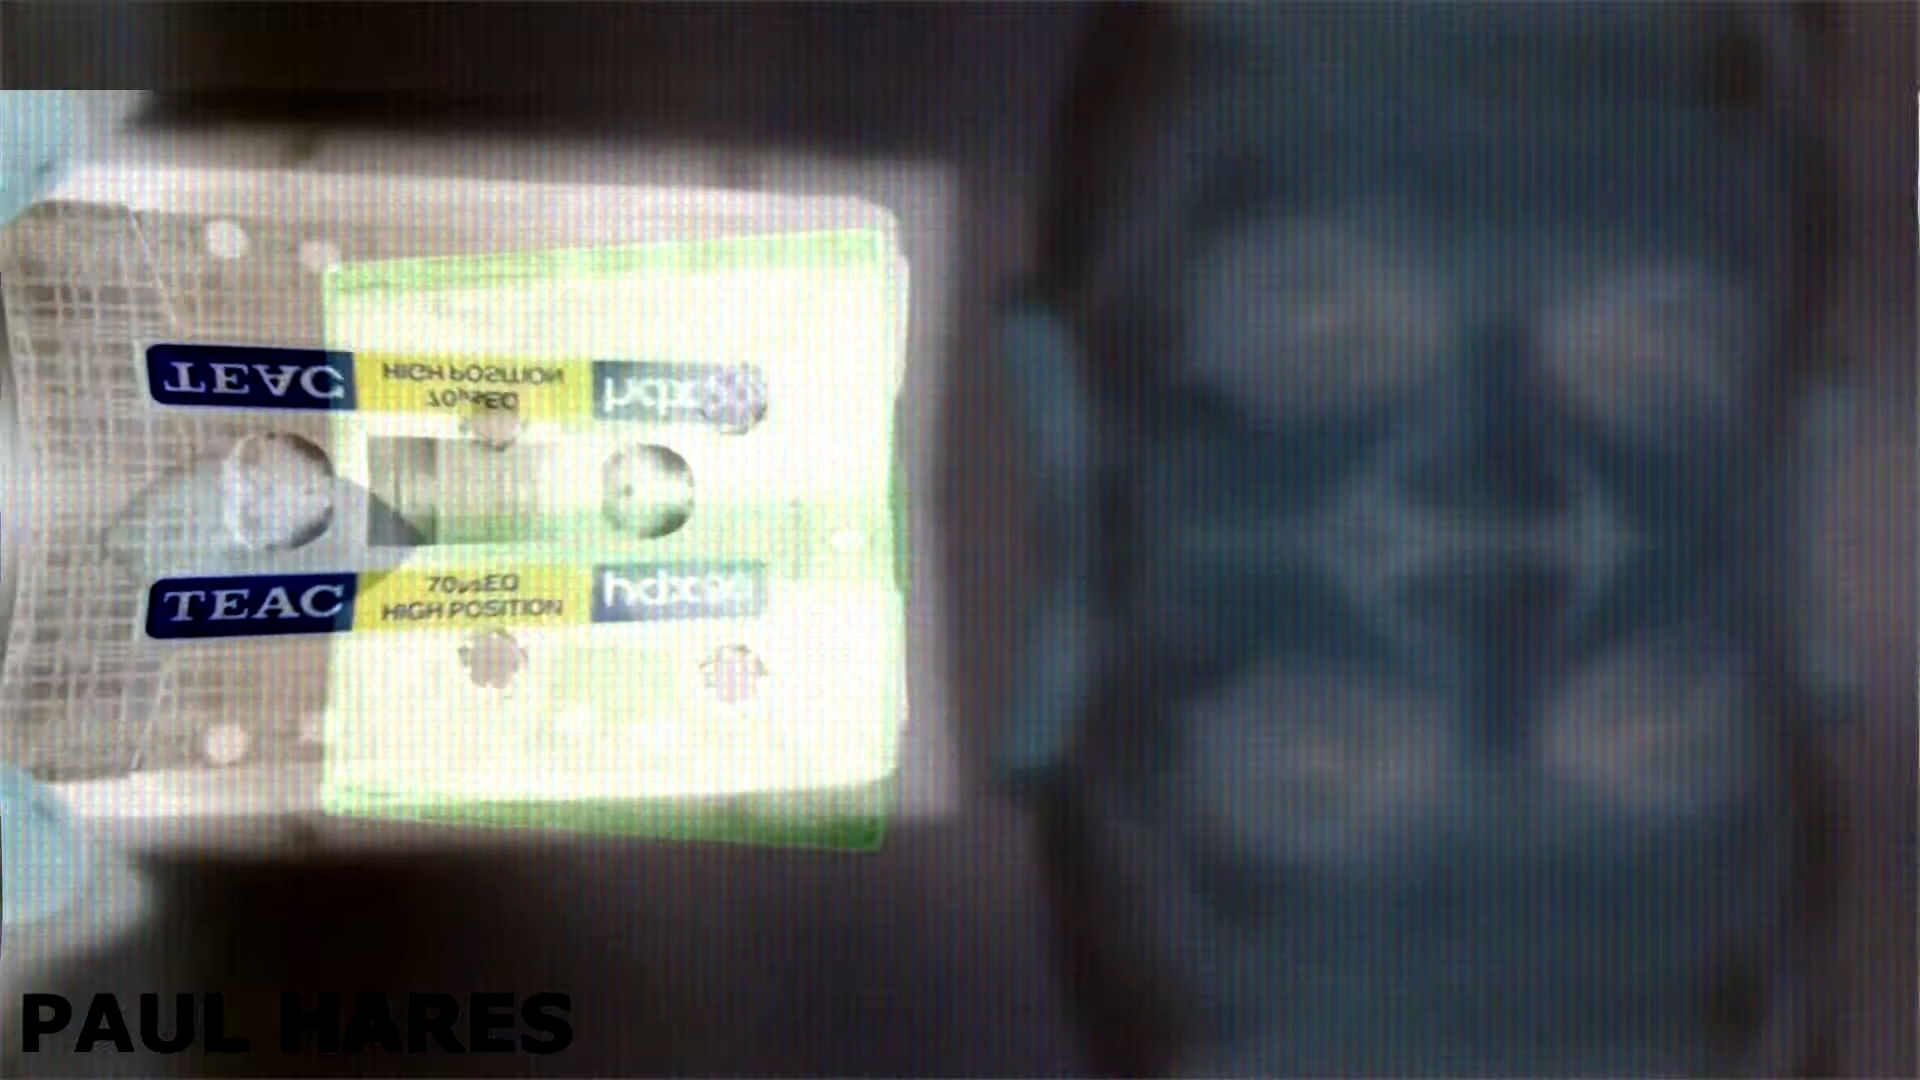 TEAC
HIGH POSITION
70µsEQ
TEAC
70µsEQ
HIGH POSITION
PAUL HARES